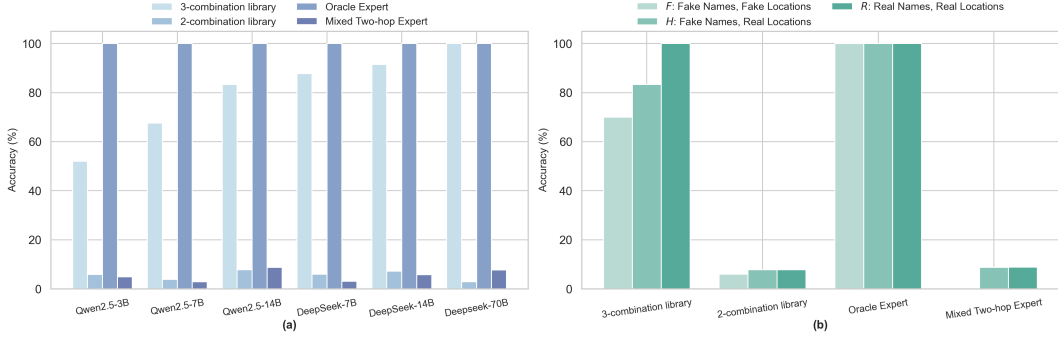 3-combination library
2-combination library
Oracle Expert
Mixed Two-hop Expert
Accuracy (%)
100
80
60
40
20
0
Qwen2.5-3B
Qwen2.5-7B
Qwen2.5-14B
DeepSeek-7B
DeepSeek-14B
Deepseek-70B
(a)
F: Fake Names, Fake Locations
H: Fake Names, Real Locations
R: Real Names, Real Locations
Accuracy (%)
100
80
60
40
20
0
3-combination library
2-combination library
Oracle Expert
Mixed Two-hop Expert
(b)